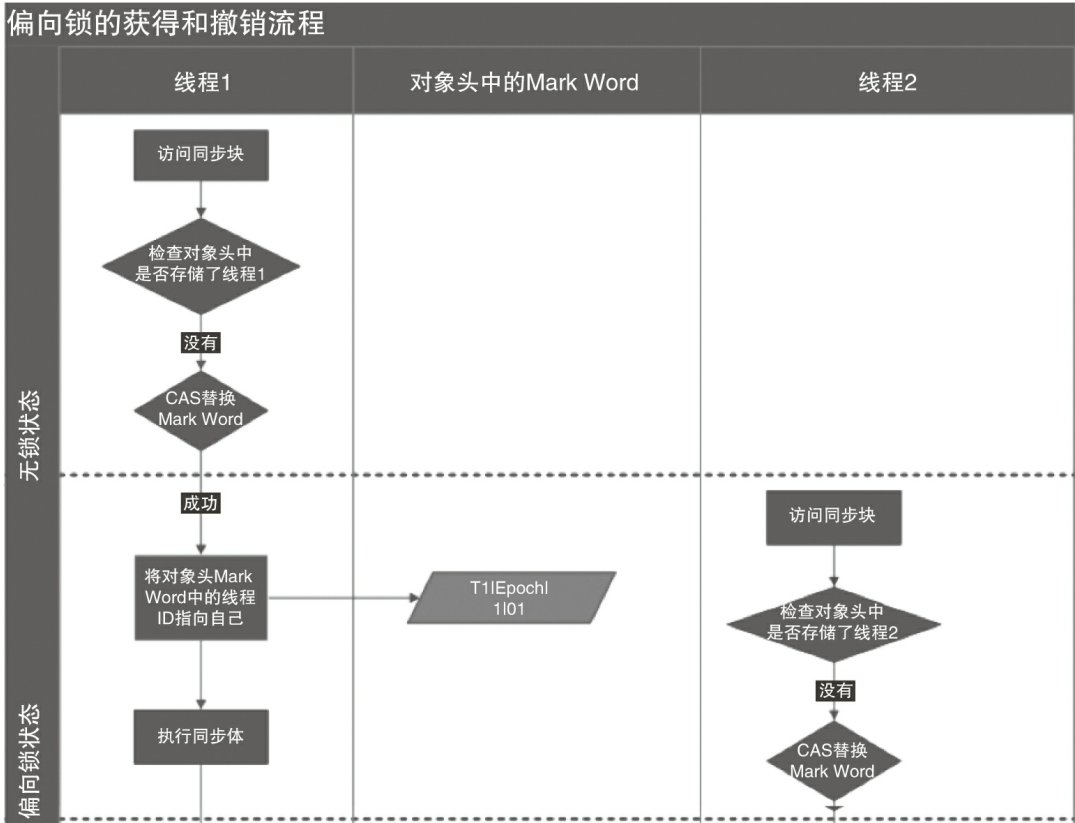 偏向锁的获得和撤销流程
线程1
对象头中的Mark Word
线程2
无锁状态
访问同步块
检查对象头中
是否存储了线程1
没有
CAS替换
Mark Word
偏向锁状态
成功
将对象头Mark
Word中的线程
ID指向自己
T1|Epoch|
1|01
执行同步体
访问同步块
检查对象头中
是否存储了线程2
没有
CAS替换
Mark Word